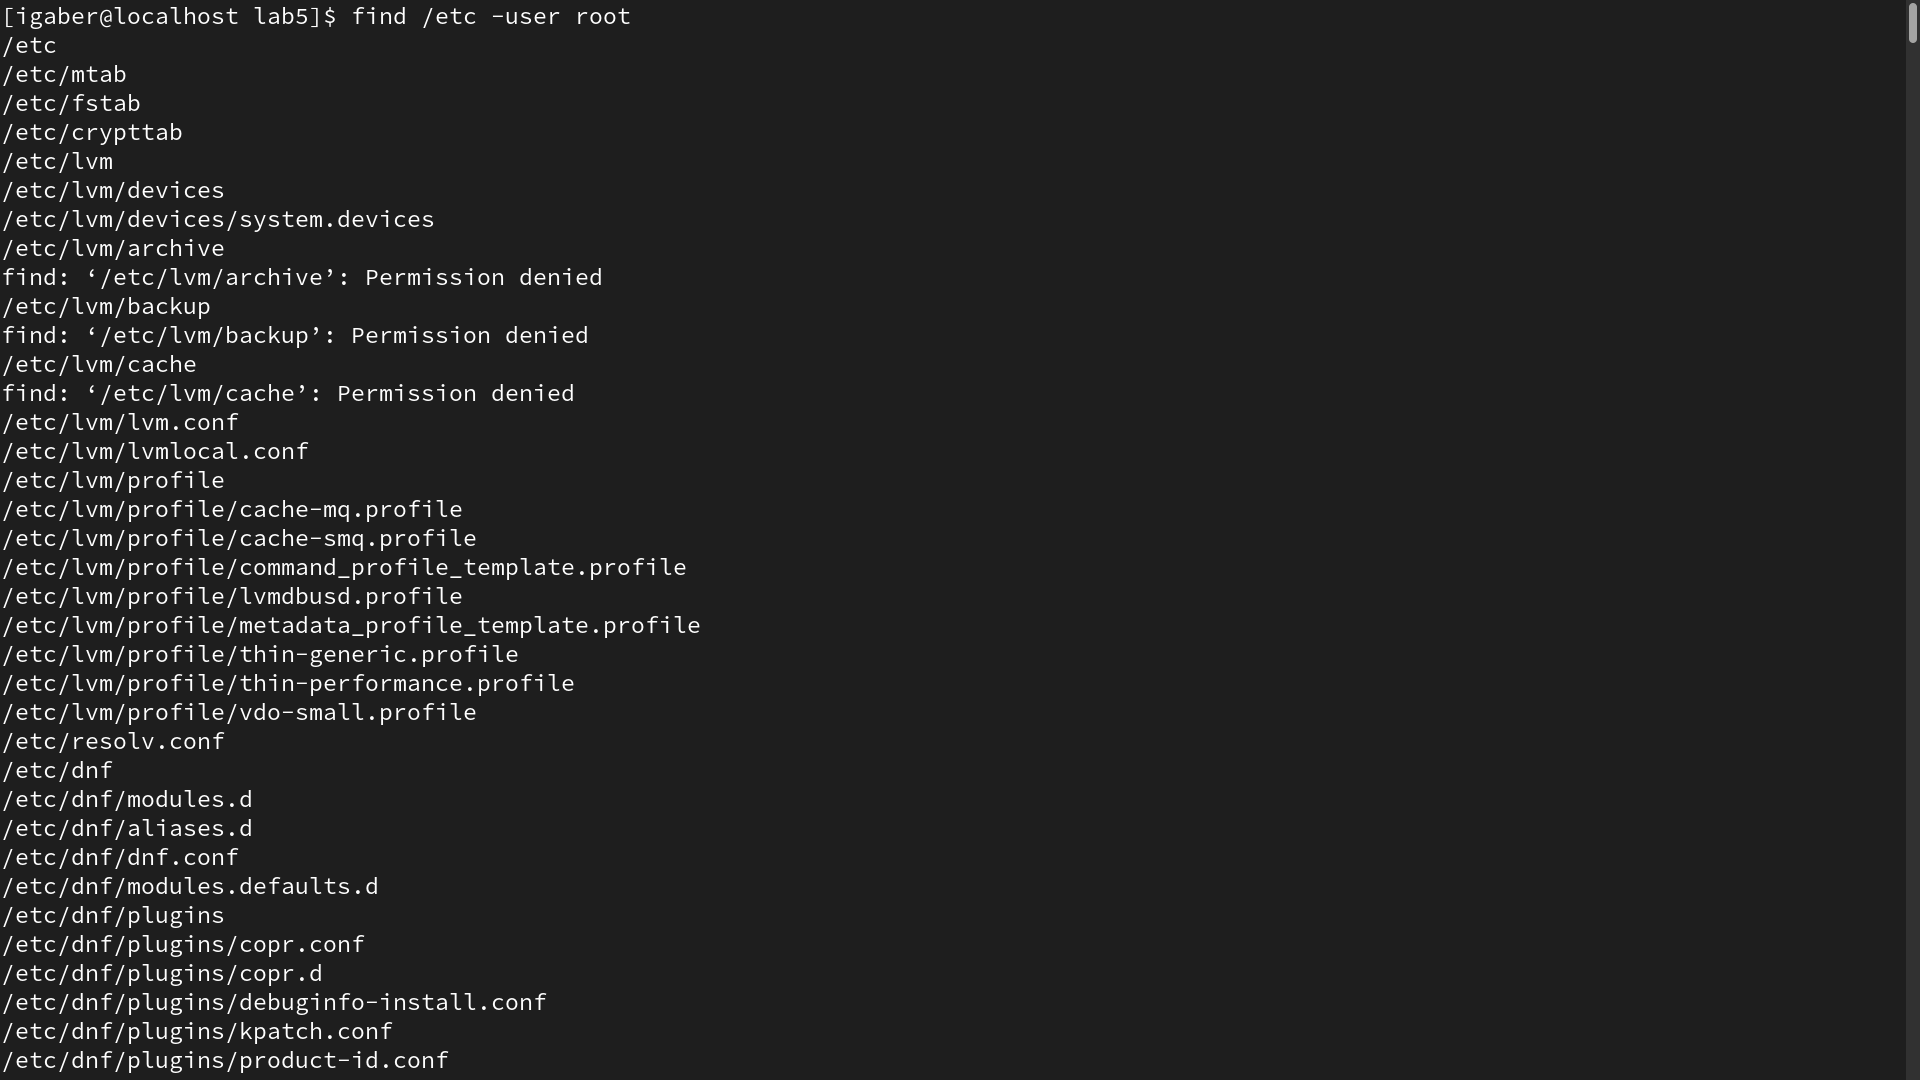 [igaber@localhost lab5]$ find /etc -user root
/etc
/etc/mtab
/etc/fstab
/etc/crypttab
/etc/lvm
/etc/lvm/devices
/etc/lvm/devices/system.devices
/etc/lvm/archive
find: ‘/etc/lvm/archive’: Permission denied
/etc/lvm/backup
find: ‘/etc/lvm/backup’: Permission denied
/etc/lvm/cache
find: ‘/etc/lvm/cache’: Permission denied
/etc/lvm/lvm.conf
/etc/lvm/lvmlocal.conf
/etc/lvm/profile
/etc/lvm/profile/cache-mq.profile
/etc/lvm/profile/cache-smq.profile
/etc/lvm/profile/command_profile_template.profile
/etc/lvm/profile/lvmdbusd.profile
/etc/lvm/profile/metadata_profile_template.profile
/etc/lvm/profile/thin-generic.profile
/etc/lvm/profile/thin-performance.profile
/etc/lvm/profile/vdo-small.profile
/etc/resolv.conf
/etc/dnf
/etc/dnf/modules.d
/etc/dnf/aliases.d
/etc/dnf/dnf.conf
/etc/dnf/modules.defaults.d
/etc/dnf/plugins
/etc/dnf/plugins/copr.conf
/etc/dnf/plugins/copr.d
/etc/dnf/plugins/debuginfo-install.conf
/etc/dnf/plugins/kpatch.conf
/etc/dnf/plugins/product-id.conf